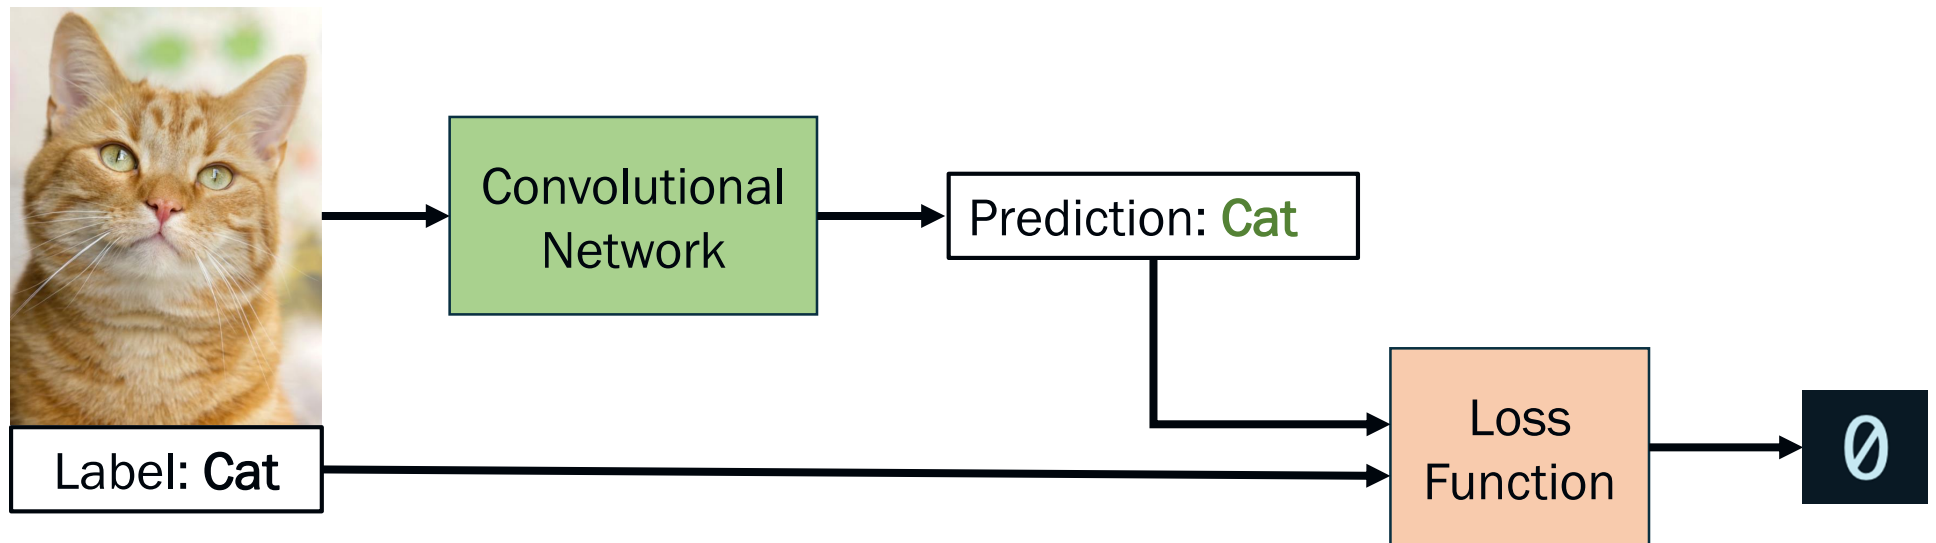 Convolutional
Network
Prediction: Cat
Label: Cat
Loss
Function
0